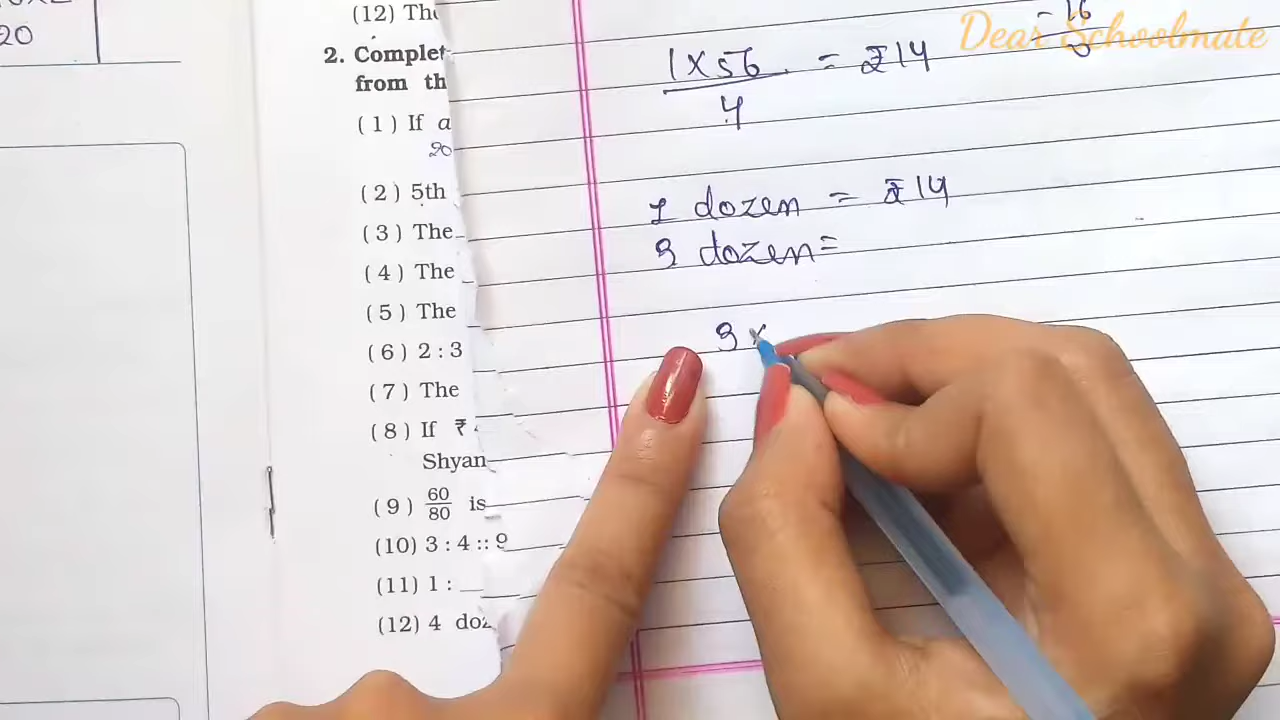 20
(12) Th
2. Complet
from th
(1) If a
20
(2) 5th
(3) The
(4) The
(5) The
(6) 2 : 3
(7) The
(8) If ₹
Shyan
(9) 60/80 is
(10) 3 : 4 ::
(11) 1 : __
(12) 4 doz
Dear Schoolmate
- 16
0
1 × 56 = ₹14
4
1 dozen = ₹14
3 dozen =
3 ×